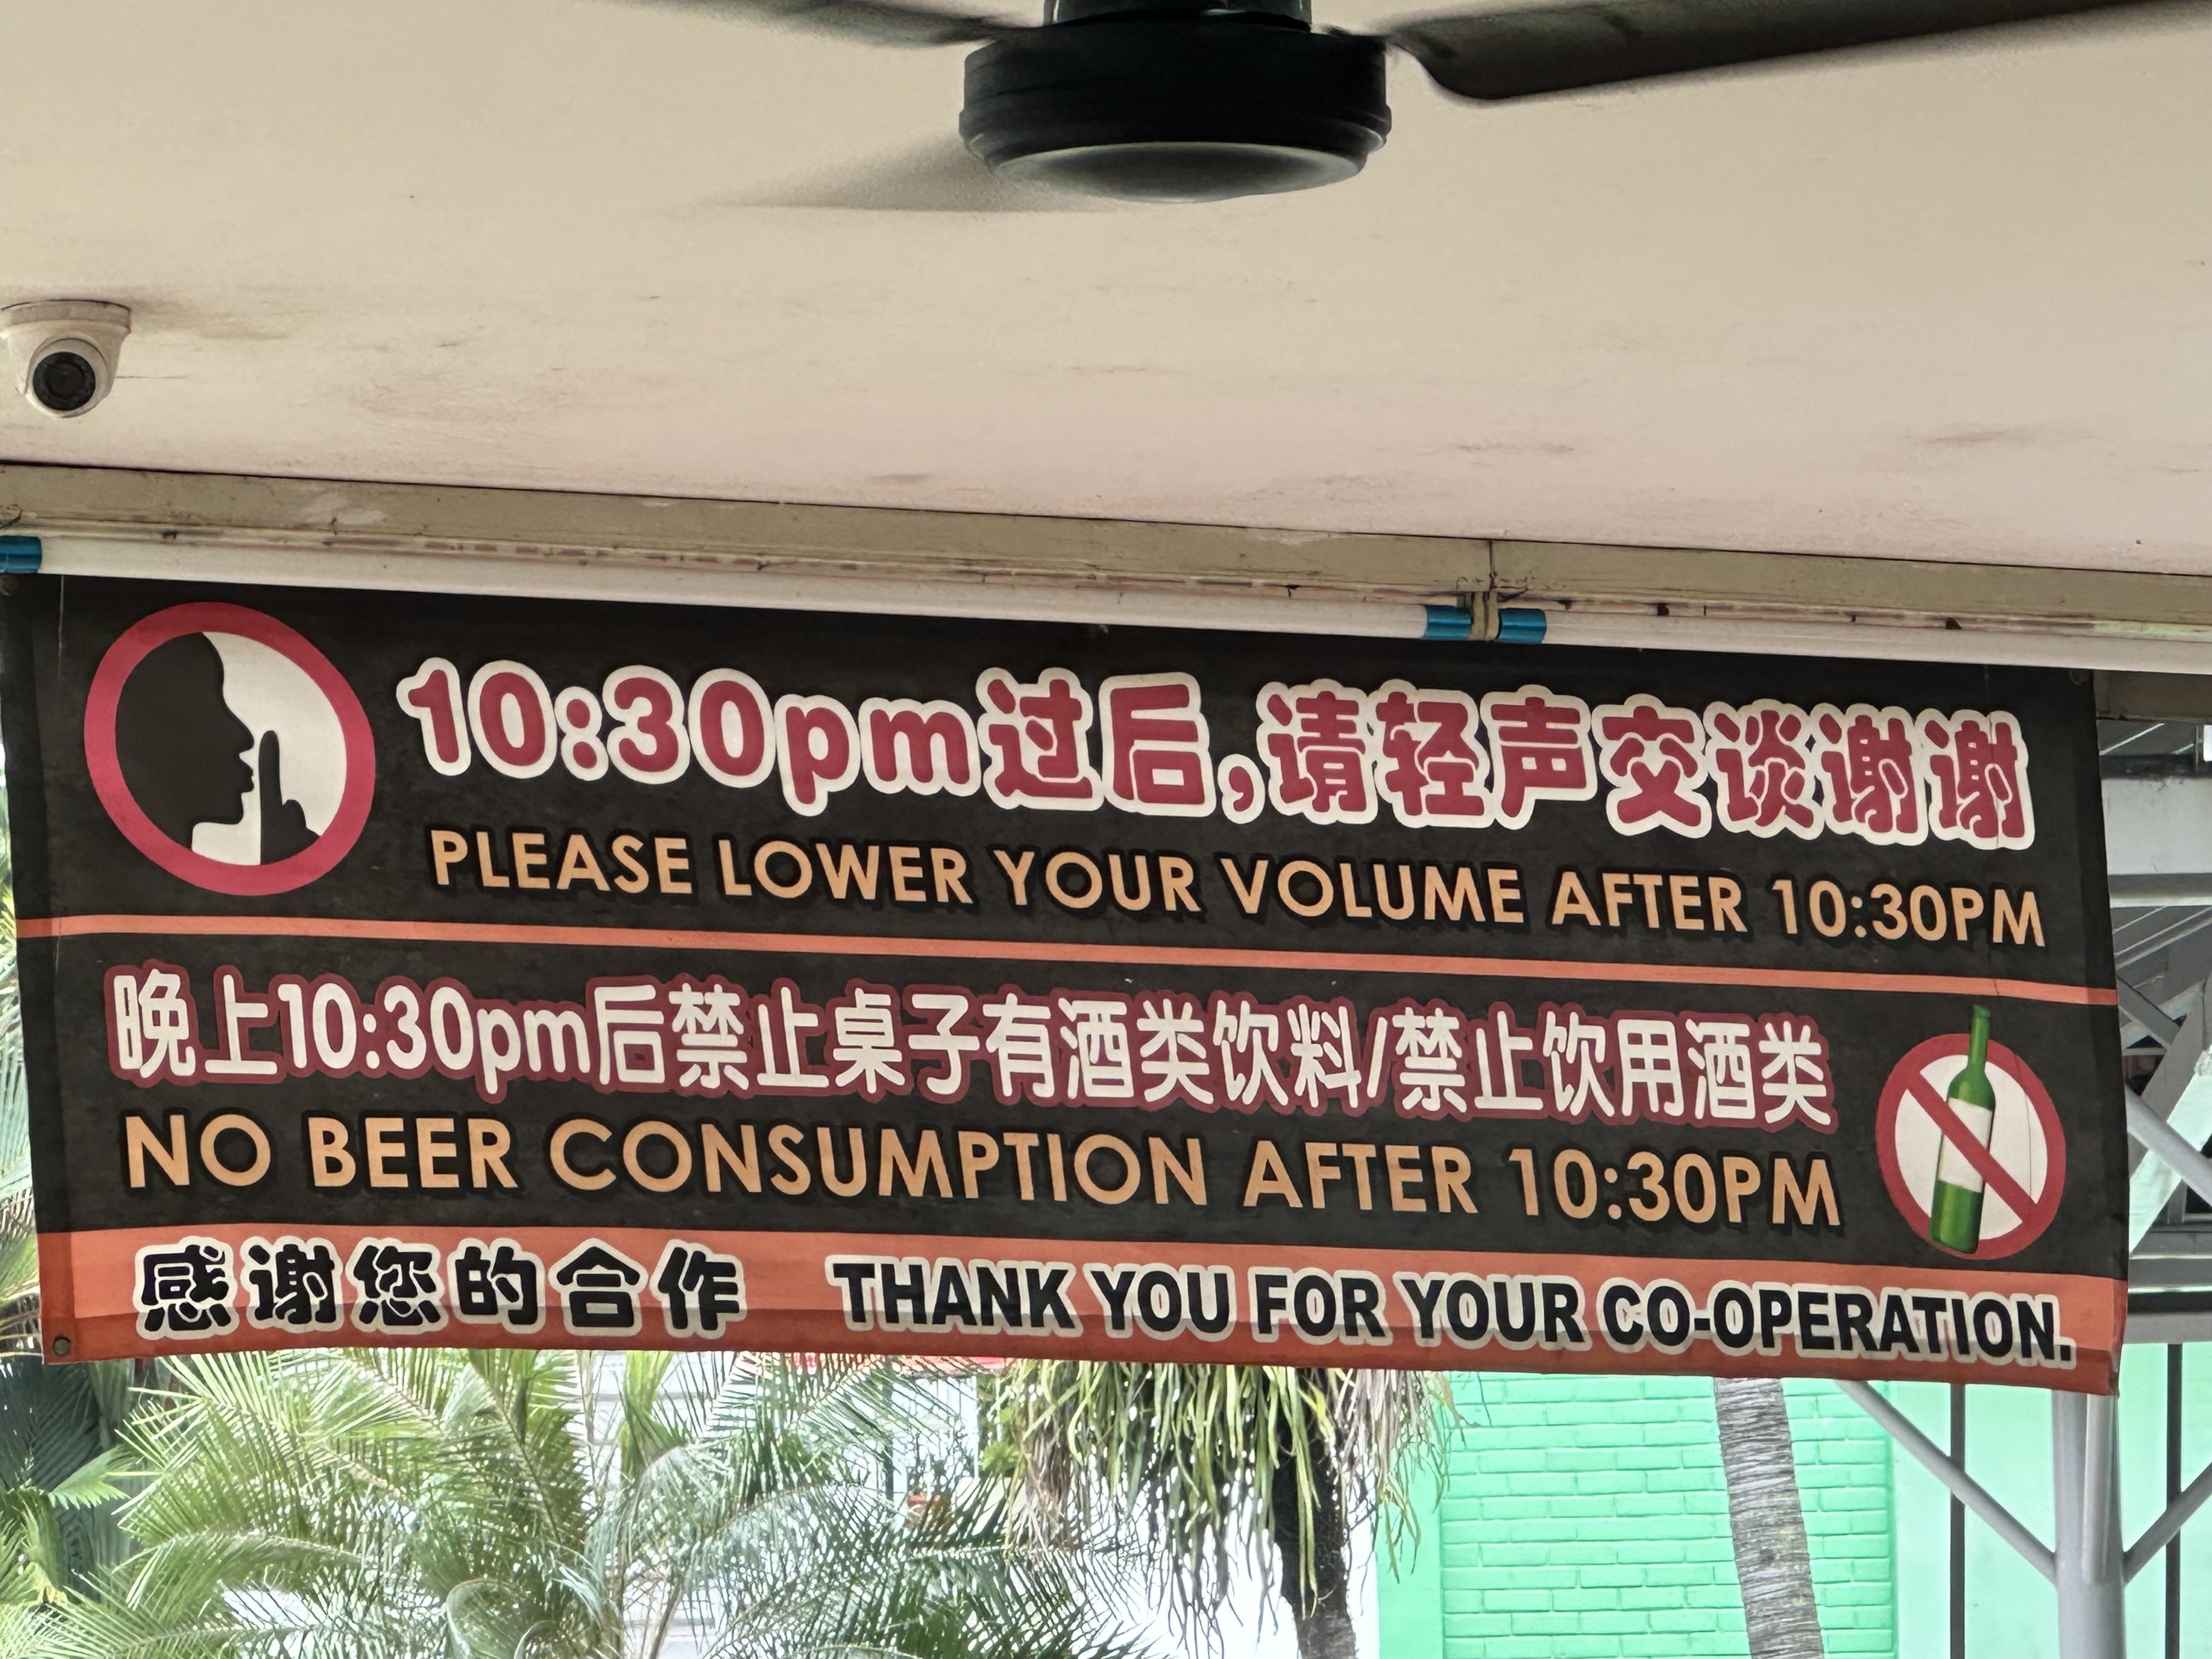 10:30pm过后,请轻声交谈谢谢
PLEASE LOWER YOUR VOLUME AFTER 10:30PM
晚上10:30pm后禁止桌子有酒类饮料/禁止饮用酒类
NO BEER CONSUMPTION AFTER 10:30PM
感谢您的合作 THANK YOU FOR YOUR CO-OPERATION.